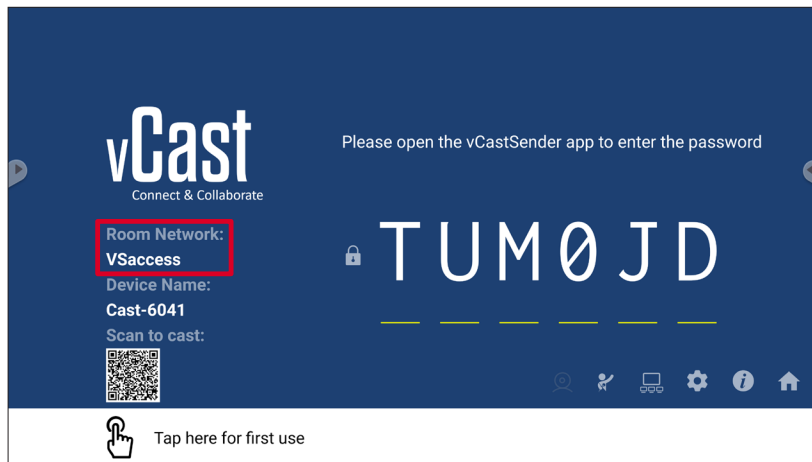 vCast
Connect & Collaborate
Please open the vCastSender app to enter the password
Room Network:
VSaccess
Device Name:
Cast-6041
Scan to cast:
TUM0JD
Tap here for first use